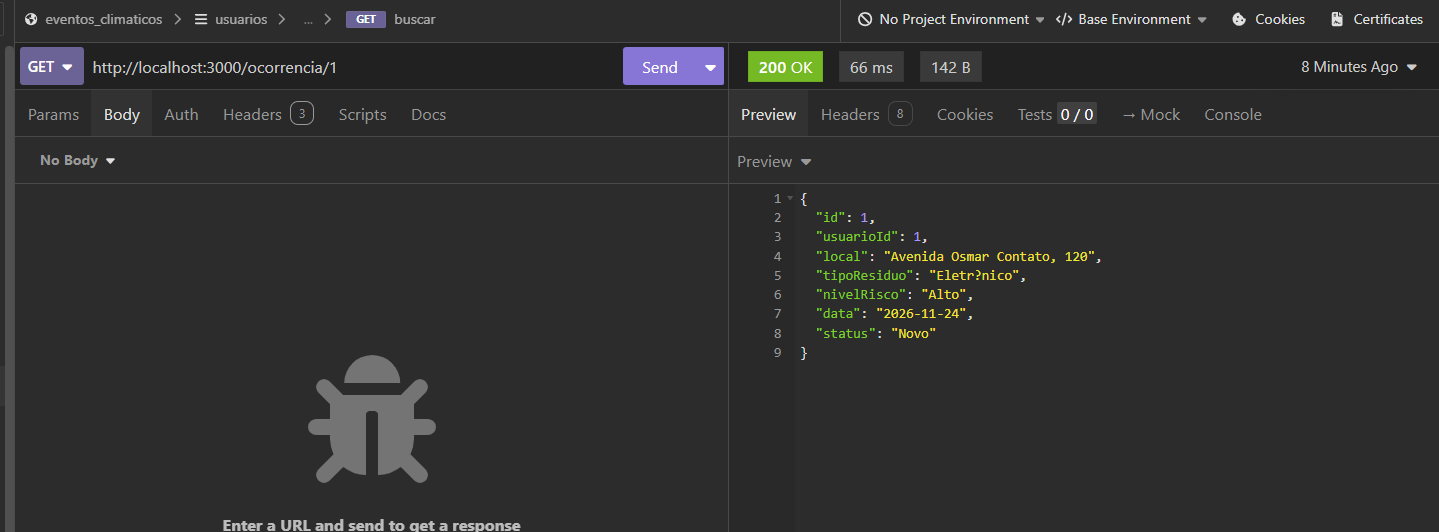 eventos_climaticos > usuarios > ... > GET buscar No Project Environment Base Environment Cookies Certificates
GET http://localhost:3000/ocorrencia/1 Send 200 OK 66 ms 142 B 8 Minutes Ago
Params Body Auth Headers 3 Scripts Docs Preview Headers 8 Cookies Tests 0 / 0 → Mock Console
No Body Preview
1 {
2 "id": 1,
3 "usuarioId": 1,
4 "local": "Avenida Osmar Contato, 120",
5 "tipoResiduo": "Eletr?nico",
6 "nivelRisco": "Alto",
7 "data": "2026-11-24",
8 "status": "Novo"
9 }
Enter a URL and send to get a response